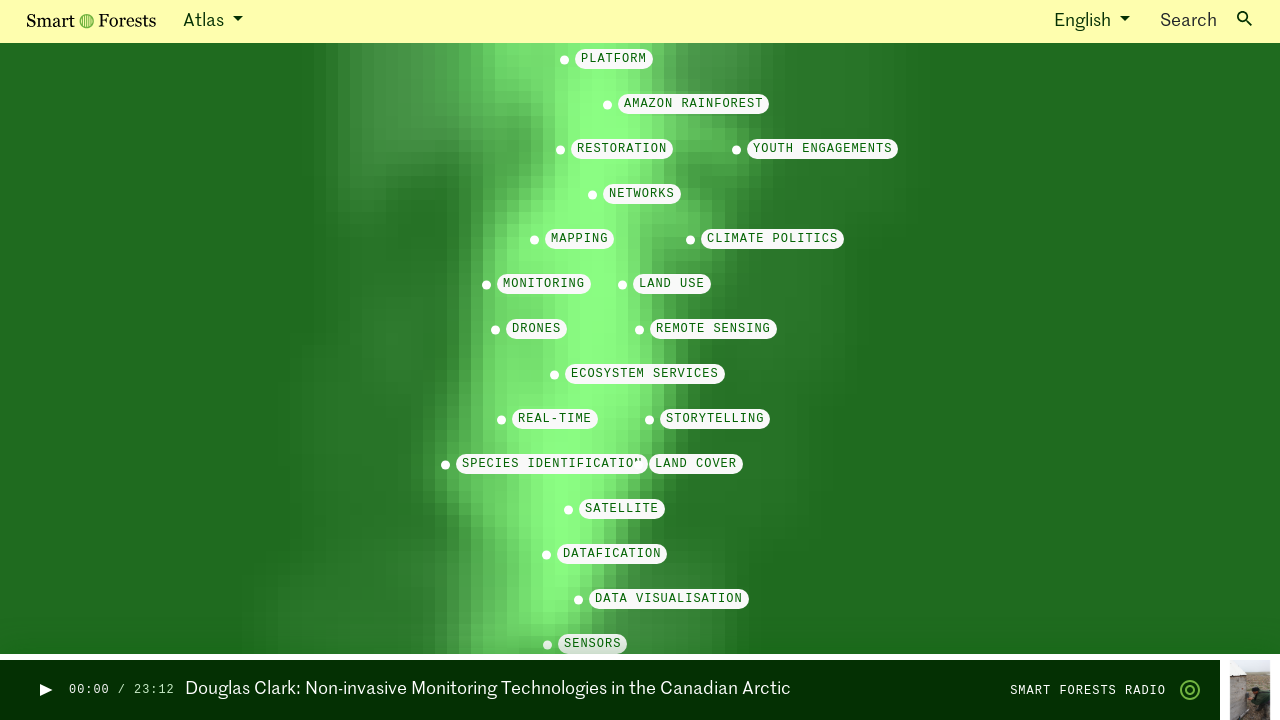 Smart Forests Atlas English Search
PLATFORM
AMAZON RAINFOREST
RESTORATION YOUTH ENGAGEMENTS
NETWORKS
MAPPING CLIMATE POLITICS
MONITORING LAND USE
DRONES REMOTE SENSING
ECOSYSTEM SERVICES
REAL-TIME STORYTELLING
SPECIES IDENTIFICATION LAND COVER
SATELLITE
DATAFICATION
DATA VISUALISATION
SENSORS
00:00 / 23:12 Douglas Clark: Non-invasive Monitoring Technologies in the Canadian Arctic SMART FORESTS RADIO